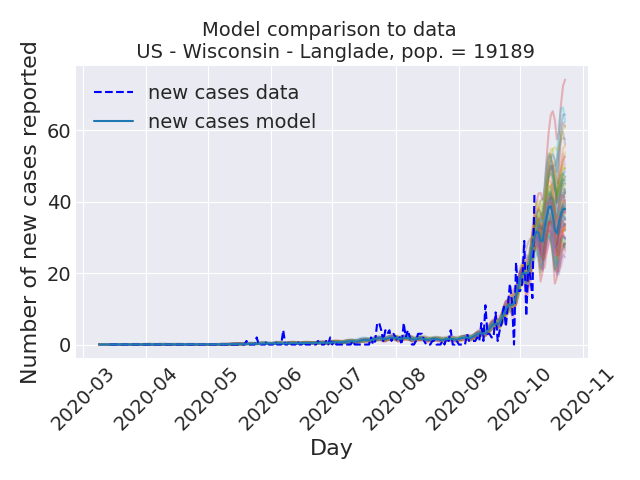 Model comparison to data
US - Wisconsin - Langlade, pop. = 19189
Number of new cases reported
new cases data
new cases model
60
40
20
0
2020-03
2020-04
2020-05
2020-06
2020-07
2020-08
2020-09
2020-10
2020-11
Day